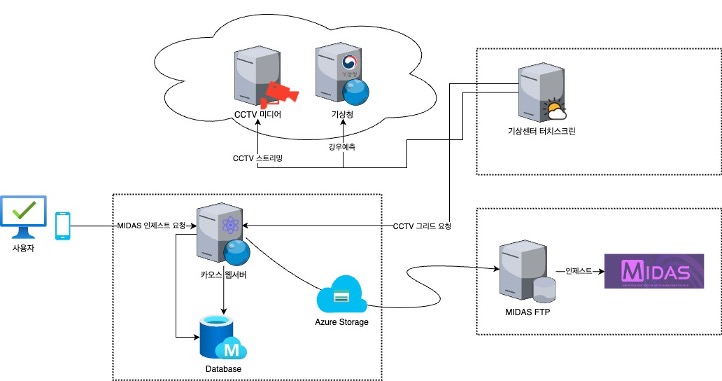 CCTV 미디어
기상청
기상센터 터치스크린
CCTV 스트리밍
강우예측
사용자
MIDAS 인제스트 요청
CCTV 그리드 요청
카오스 웹서버
Azure Storage
MIDAS FTP
인제스트
MIDAS
M
Database